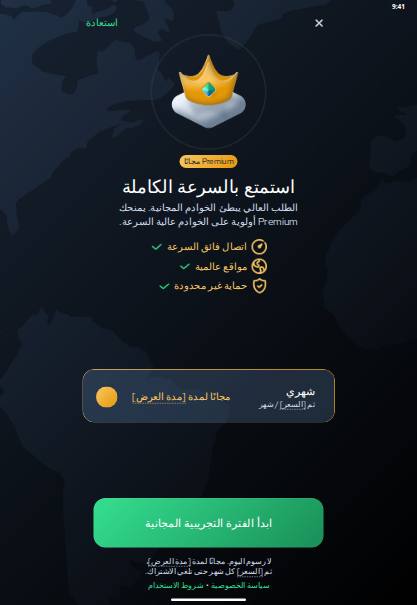 9:41
استعادة
Premium مجانًا
استمتع بالسرعة الكاملة
الطلب العالي يبطئ الخوادم المجانية. يمنحك
Premium أولوية على الخوادم عالية السرعة.
اتصال فائق السرعة
مواقع عالمية
حماية غير محدودة
شهري
ثم [السعر] / شهر
مجانًا لمدة [مدة العرض]
ابدأ الفترة التجريبية المجانية
لا رسوم اليوم. مجانًا لمدة [مدة العرض]،
ثم [السعر] كل شهر حتى تلغي الاشتراك.
سياسة الخصوصية • شروط الاستخدام